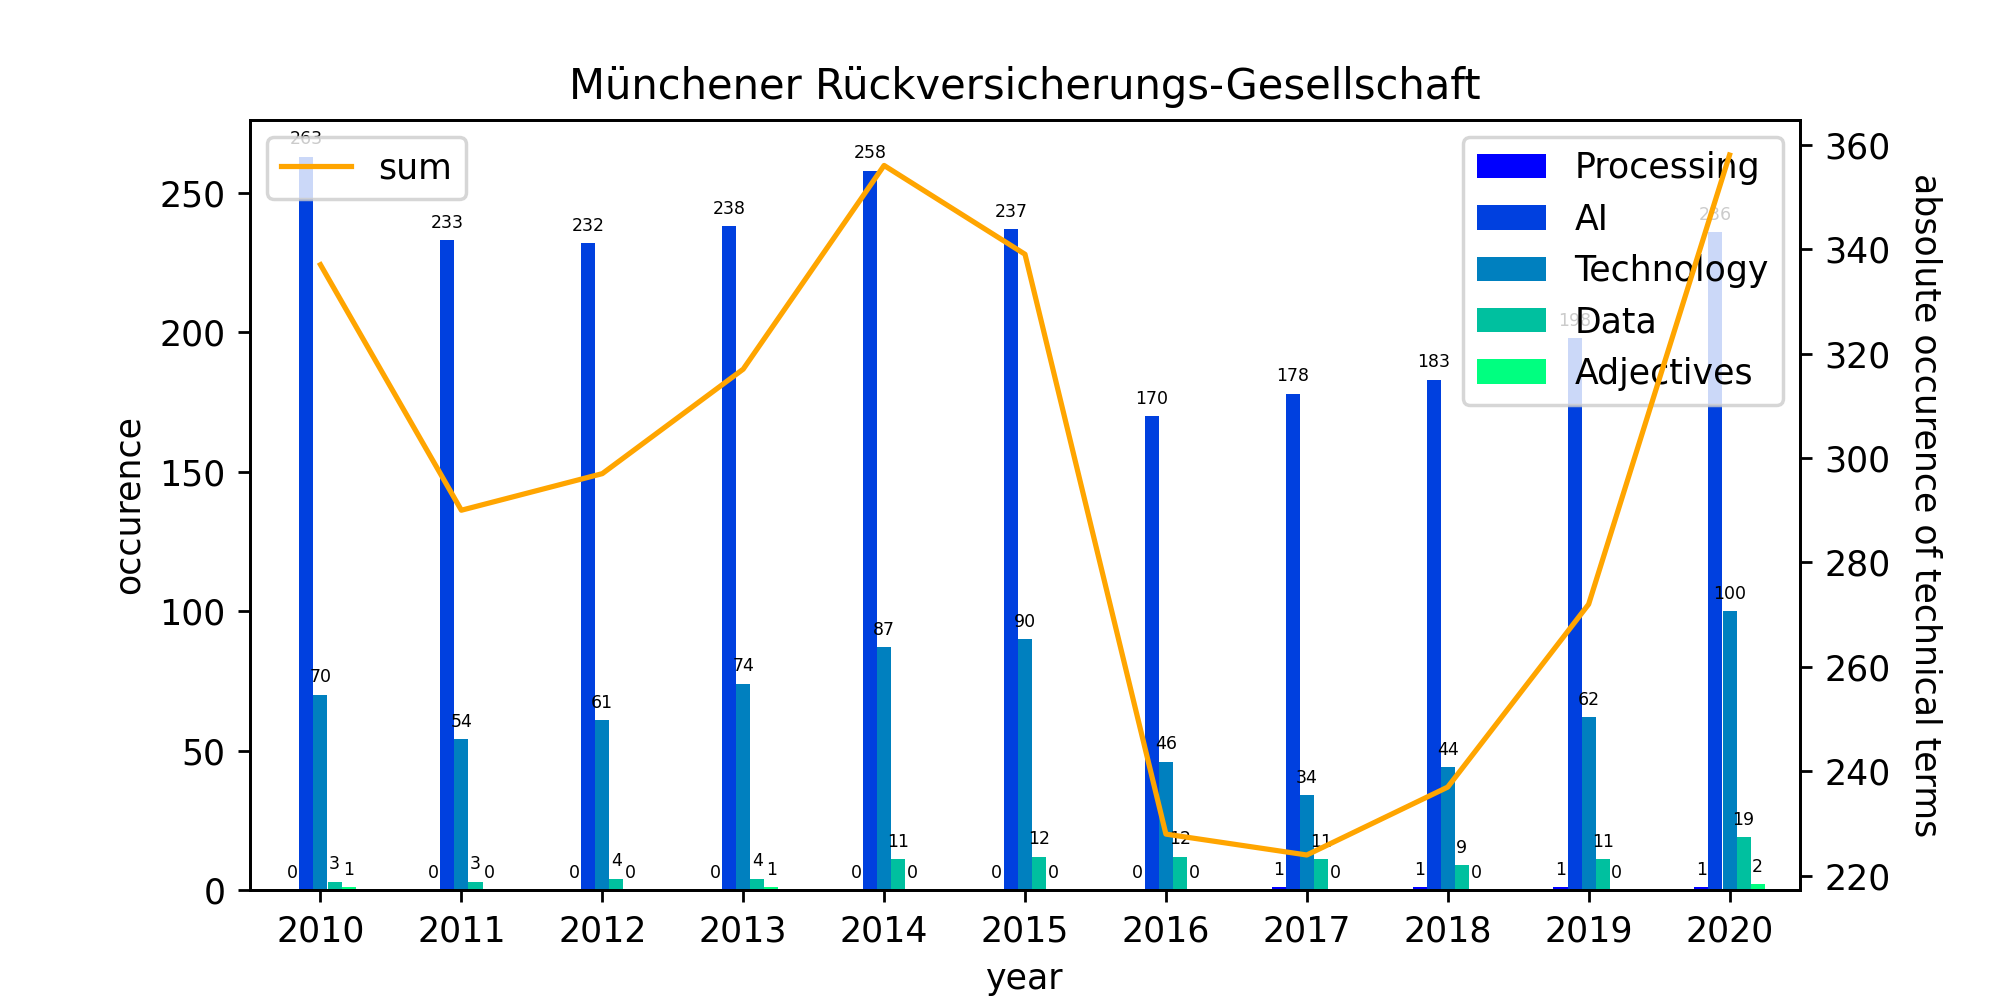 Münchener Rückversicherungs-Gesellschaft
sum
Processing
AI
Technology
Data
Adjectives
occurence
250
200
150
100
50
0
absolute occurence of technical terms
360
340
320
300
280
260
240
220
0 263 70 3 1
0 233 54 3 0
0 232 61 4 0
0 238 74 4 1
0 258 87 11 0
0 237 90 12 0
0 170 46 12 0
1 178 34 11 0
1 183 44 9 0
1 198 62 11 0
1 236 100 19 2
2010 2011 2012 2013 2014 2015 2016 2017 2018 2019 2020
year